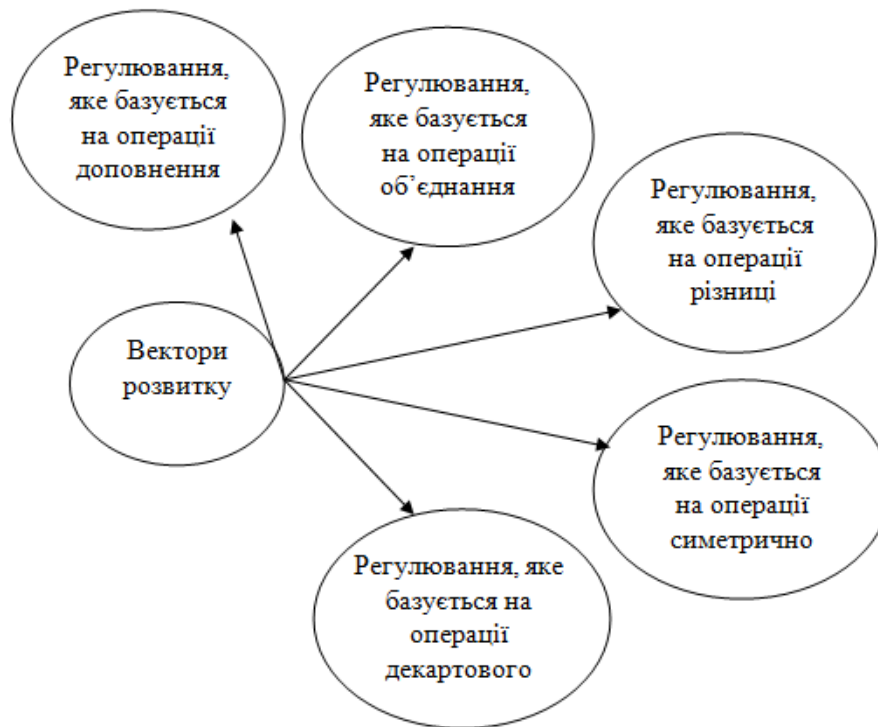 Регулювання,
яке базується
на операції
доповнення
Регулювання,
яке базується
на операції
об’єднання
Регулювання,
яке базується
на операції
різниці
Вектори
розвитку
Регулювання,
яке базується
на операції
симетрично
Регулювання, яке
базується на
операції
декартового